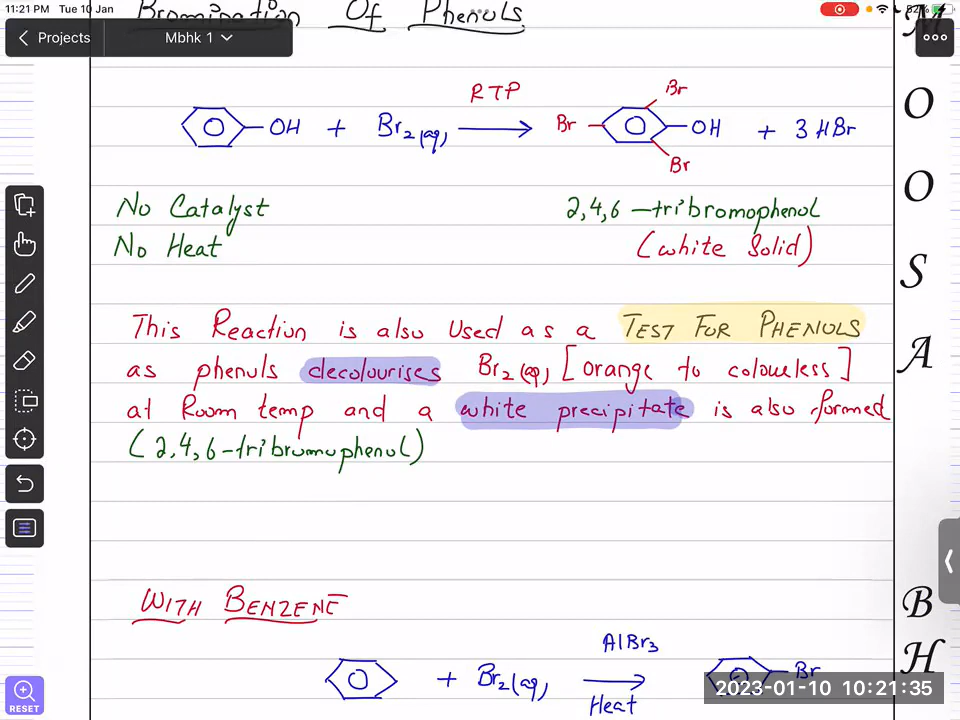 11:21 PM Tue 10 Jan
52%
Bromination Of Phenols
Projects
Mbhk 1
OH + Br2(aq) RTP Br Br Br OH + 3 HBr
No Catalyst
2,4,6 - tribromophenol
No Heat
(white Solid)
This Reaction is also Used as a TEST FOR PHENOLS
as phenols decolourises Br2(aq) [orange to colourless]
at Room temp and a white precipitate is also formed
(2,4,6-tribromophenol)
WITH BENZENE
+ Br2(aq) AlBr3 Heat Br
M
O
O
S
A
B
H
RESET
2023-01-10 10:21:35